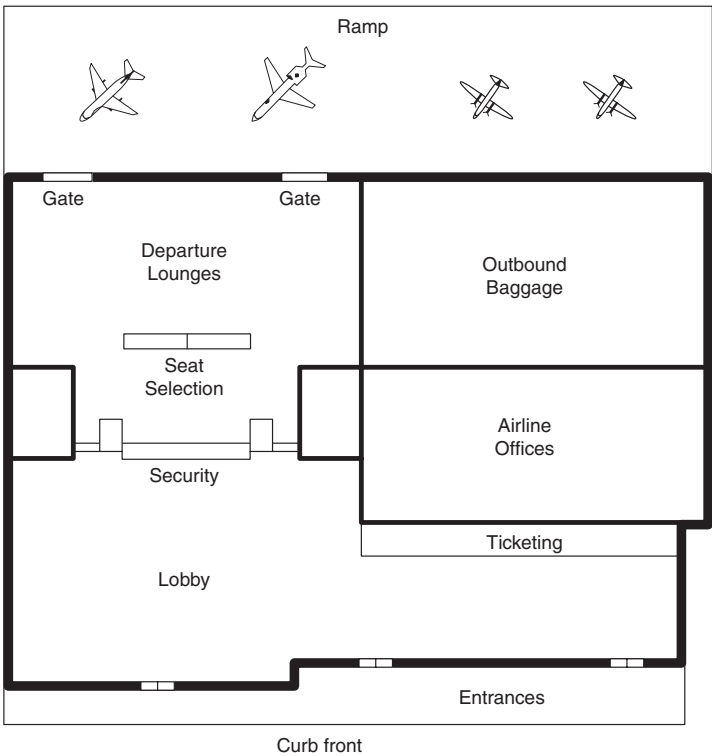 Ramp
Gate
Gate
Departure
Lounges
Outbound
Baggage
Seat
Selection
Airline
Offices
Security
Ticketing
Lobby
Entrances
Curb front